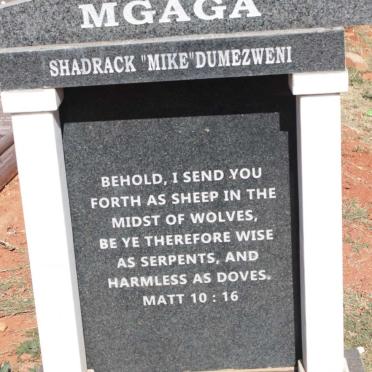 MGAGA
SHADRACK "MIKE" DUMEZWENI
BEHOLD, I SEND YOU
FORTH AS SHEEP IN THE
MIDST OF WOLVES,
BE YE THEREFORE WISE
AS SERPENTS, AND
HARMLESS AS DOVES.
MATT 10 : 16